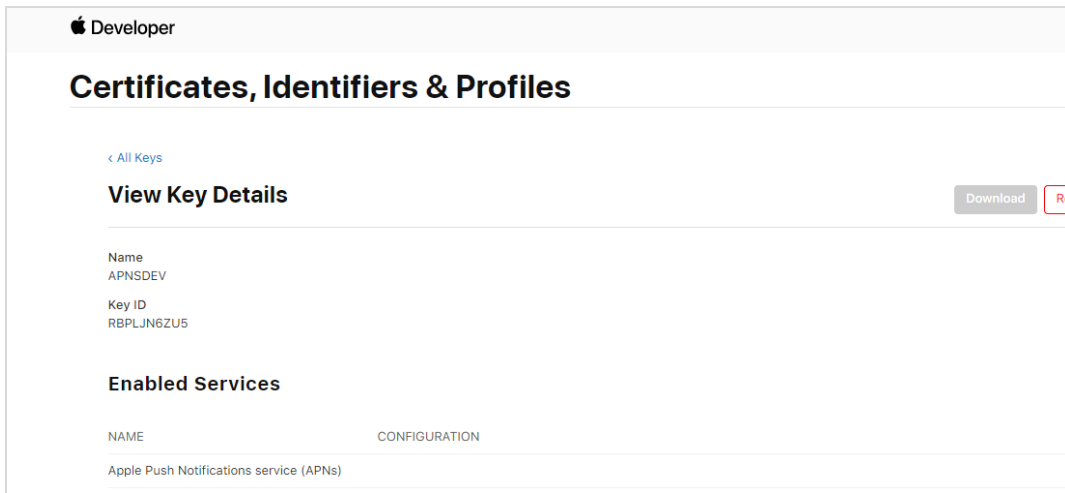 Developer
Certificates, Identifiers & Profiles
< All Keys
View Key Details
Download
Name
APNSDEV
Key ID
RBPLJN6ZU5
Enabled Services
NAME CONFIGURATION
Apple Push Notifications service (APNs)